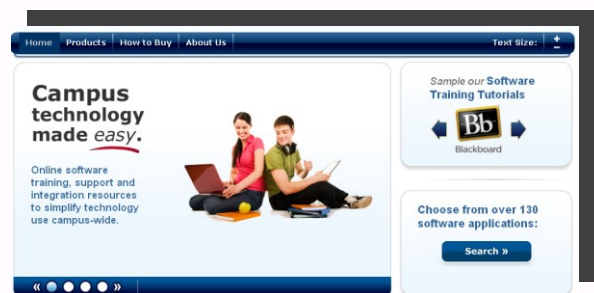 Home Products How to Buy About Us Text Size: + −
Campus
technology
made easy.
Online software
training, support and
integration resources
to simplify technology
use campus-wide.
« »
Sample our Software
Training Tutorials
Bb
Blackboard
Choose from over 130
software applications:
Search »